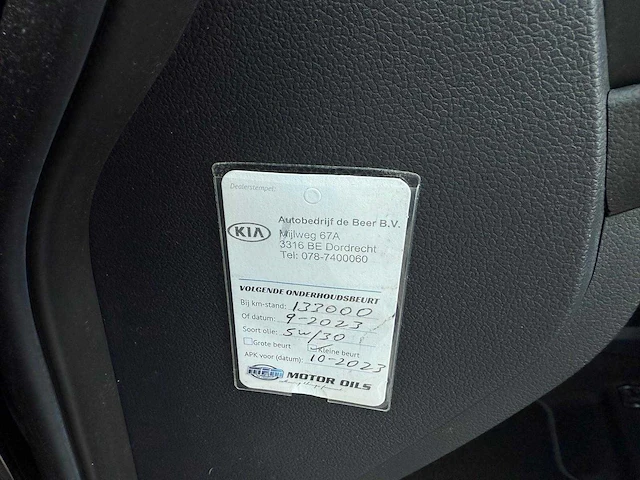 Dealerstempel:
KIA
Autobedrijf de Beer B.V.
Mijlweg 67A
3316 BE Dordrecht
Tel: 078-7400060
VOLGENDE ONDERHOUDSBEURT
Bij km-stand: 133000
Of datum: 9-2023
Soort olie: 5w/30
Grote beurt Kleine beurt
APK voor (datum): 10-2023
MOTOR OILS